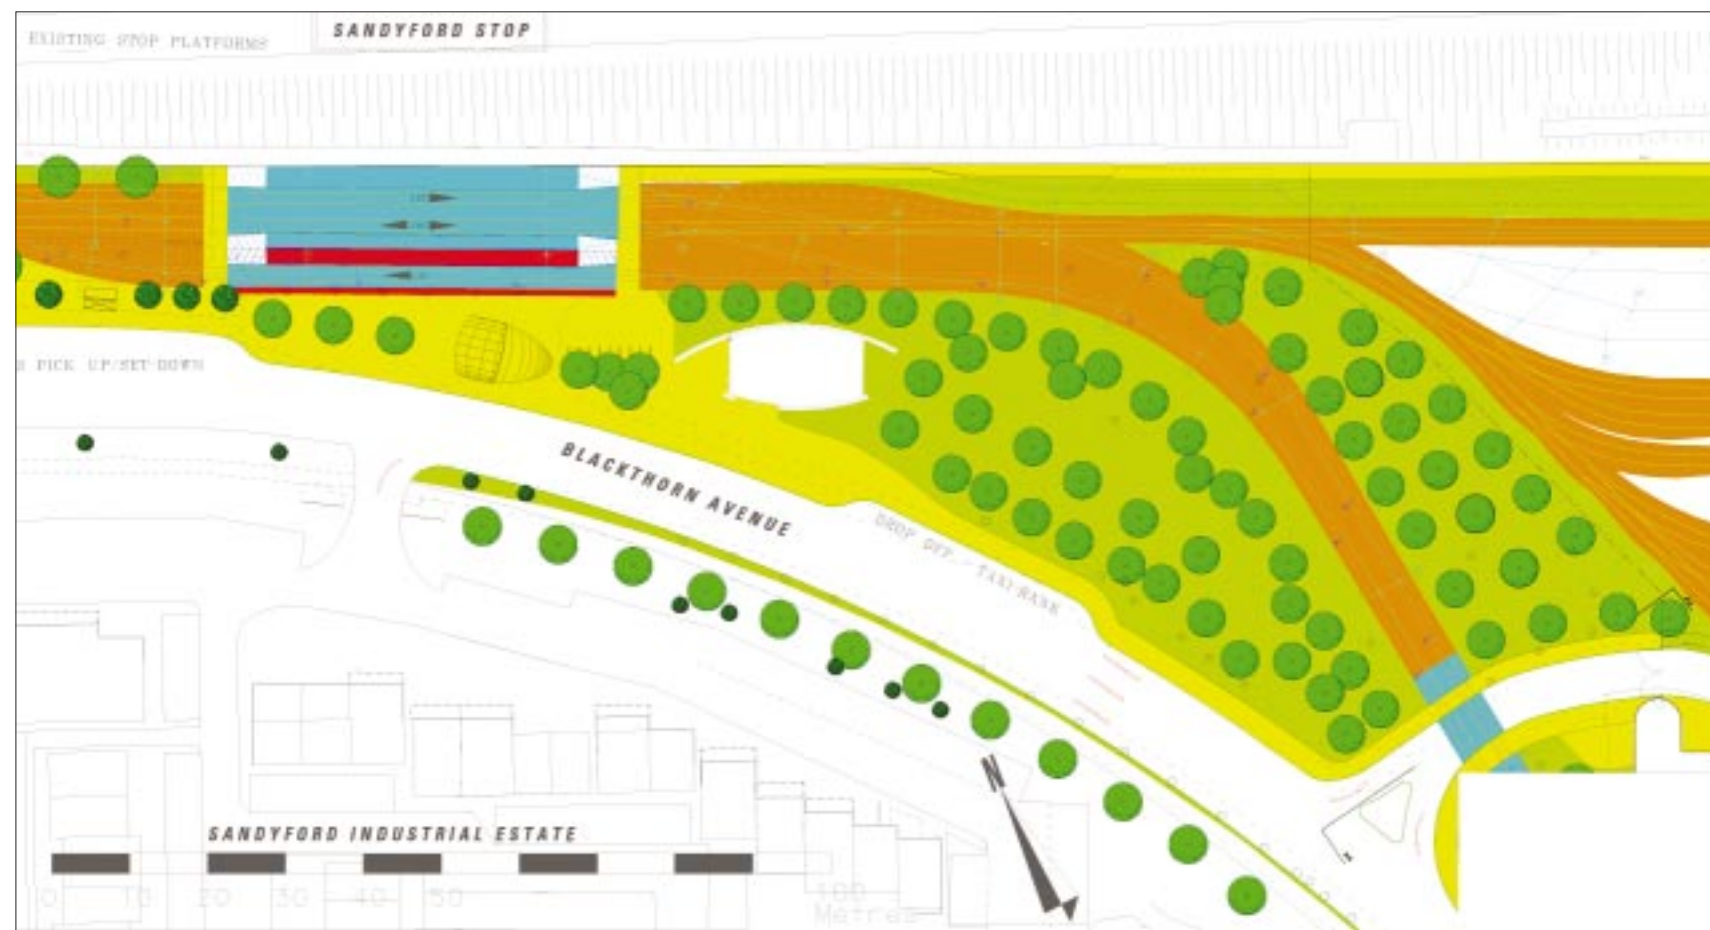 SANDYFORD STOP
EXISTING STOP PLATFORMS
PICK UP/SET-DOWN
BLACKTHORN AVENUE
DROP OFF / TAXI RANK
N
SANDYFORD INDUSTRIAL ESTATE
0 10 20 30 40 50 100
Metres